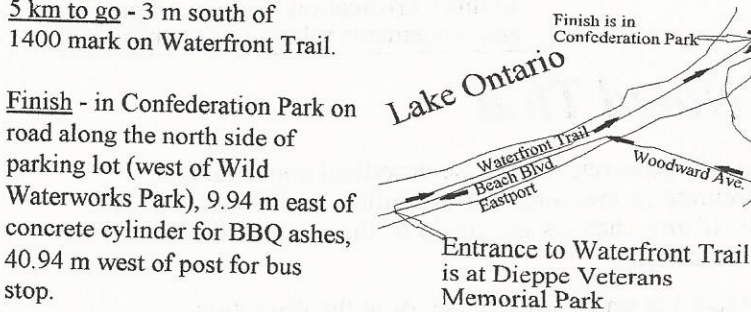 5 km to go - 3 m south of
1400 mark on Waterfront Trail.
Finish - in Confederation Park on
road along the north side of
parking lot (west of Wild
Waterworks Park), 9.94 m east of
concrete cylinder for BBQ ashes,
40.94 m west of post for bus
stop.
Finish is in
Confederation Park
Lake Ontario
Waterfront Trail
Beach Blvd.
Eastport
Woodward Ave.
Entrance to Waterfront Trail
is at Dieppe Veterans
Memorial Park